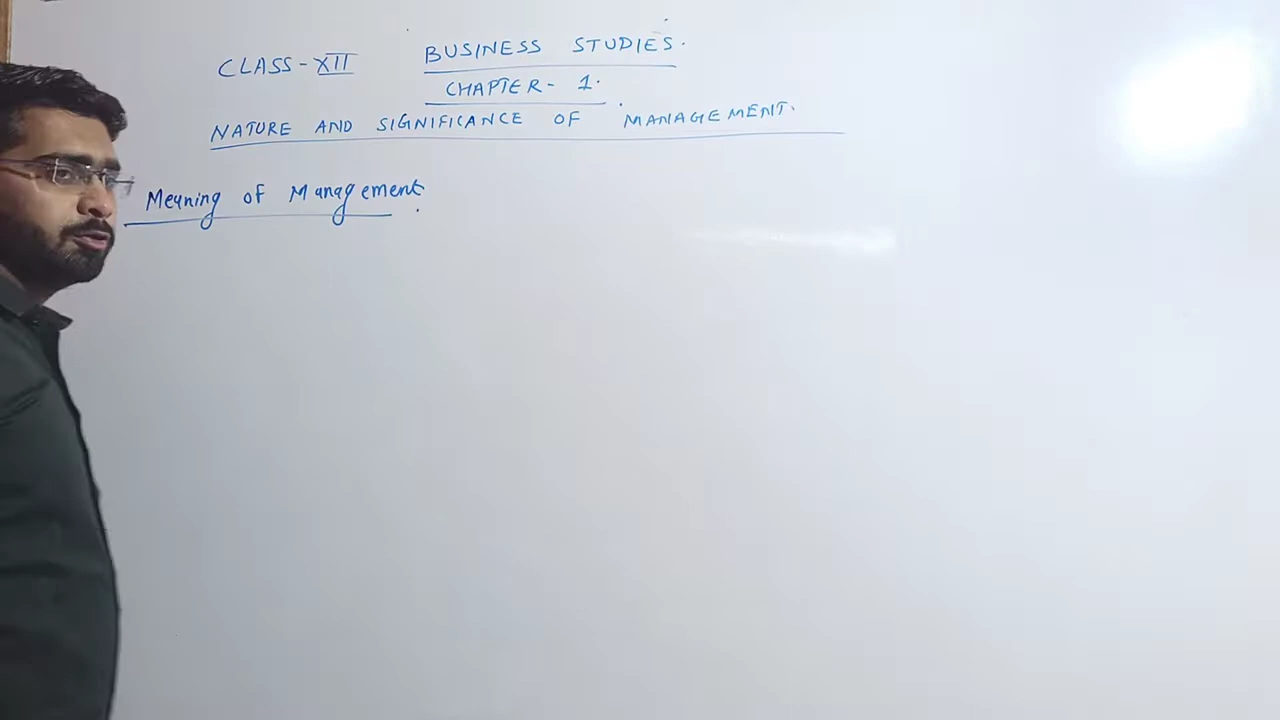 CLASS-XII BUSINESS STUDIES.
CHAPTER- 1.
NATURE AND SIGNIFICANCE OF MANAGEMENT.
Meaning of Management